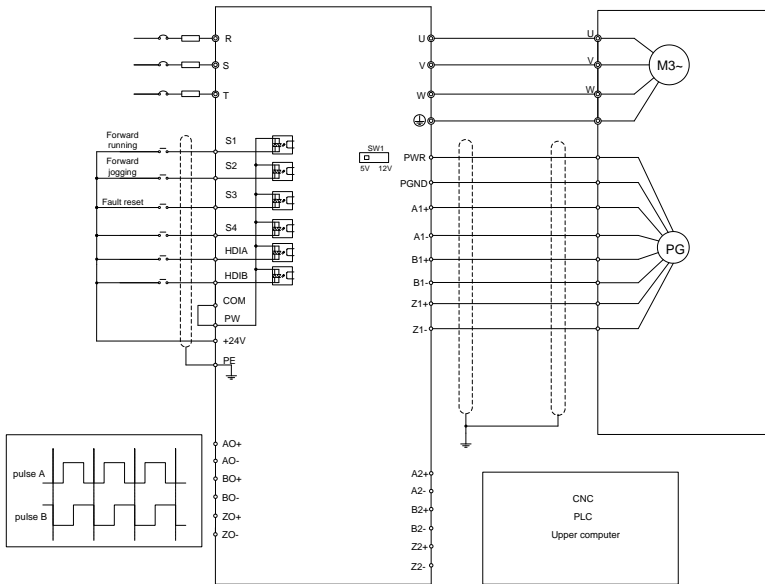 R
S
T
Forward
running
Forward
jogging
Fault reset
S1
S2
S3
S4
HDIA
HDIB
COM
PW
+24V
PE
SW1
5V 12V
U
V
W
PWR
PGND
A1+
A1-
B1+
B1-
Z1+
Z1-
U
V
W
M3~
PG
AO+
AO-
BO+
BO-
ZO+
ZO-
pulse A
pulse B
A2+
A2-
B2+
B2-
Z2+
Z2-
CNC
PLC
Upper computer